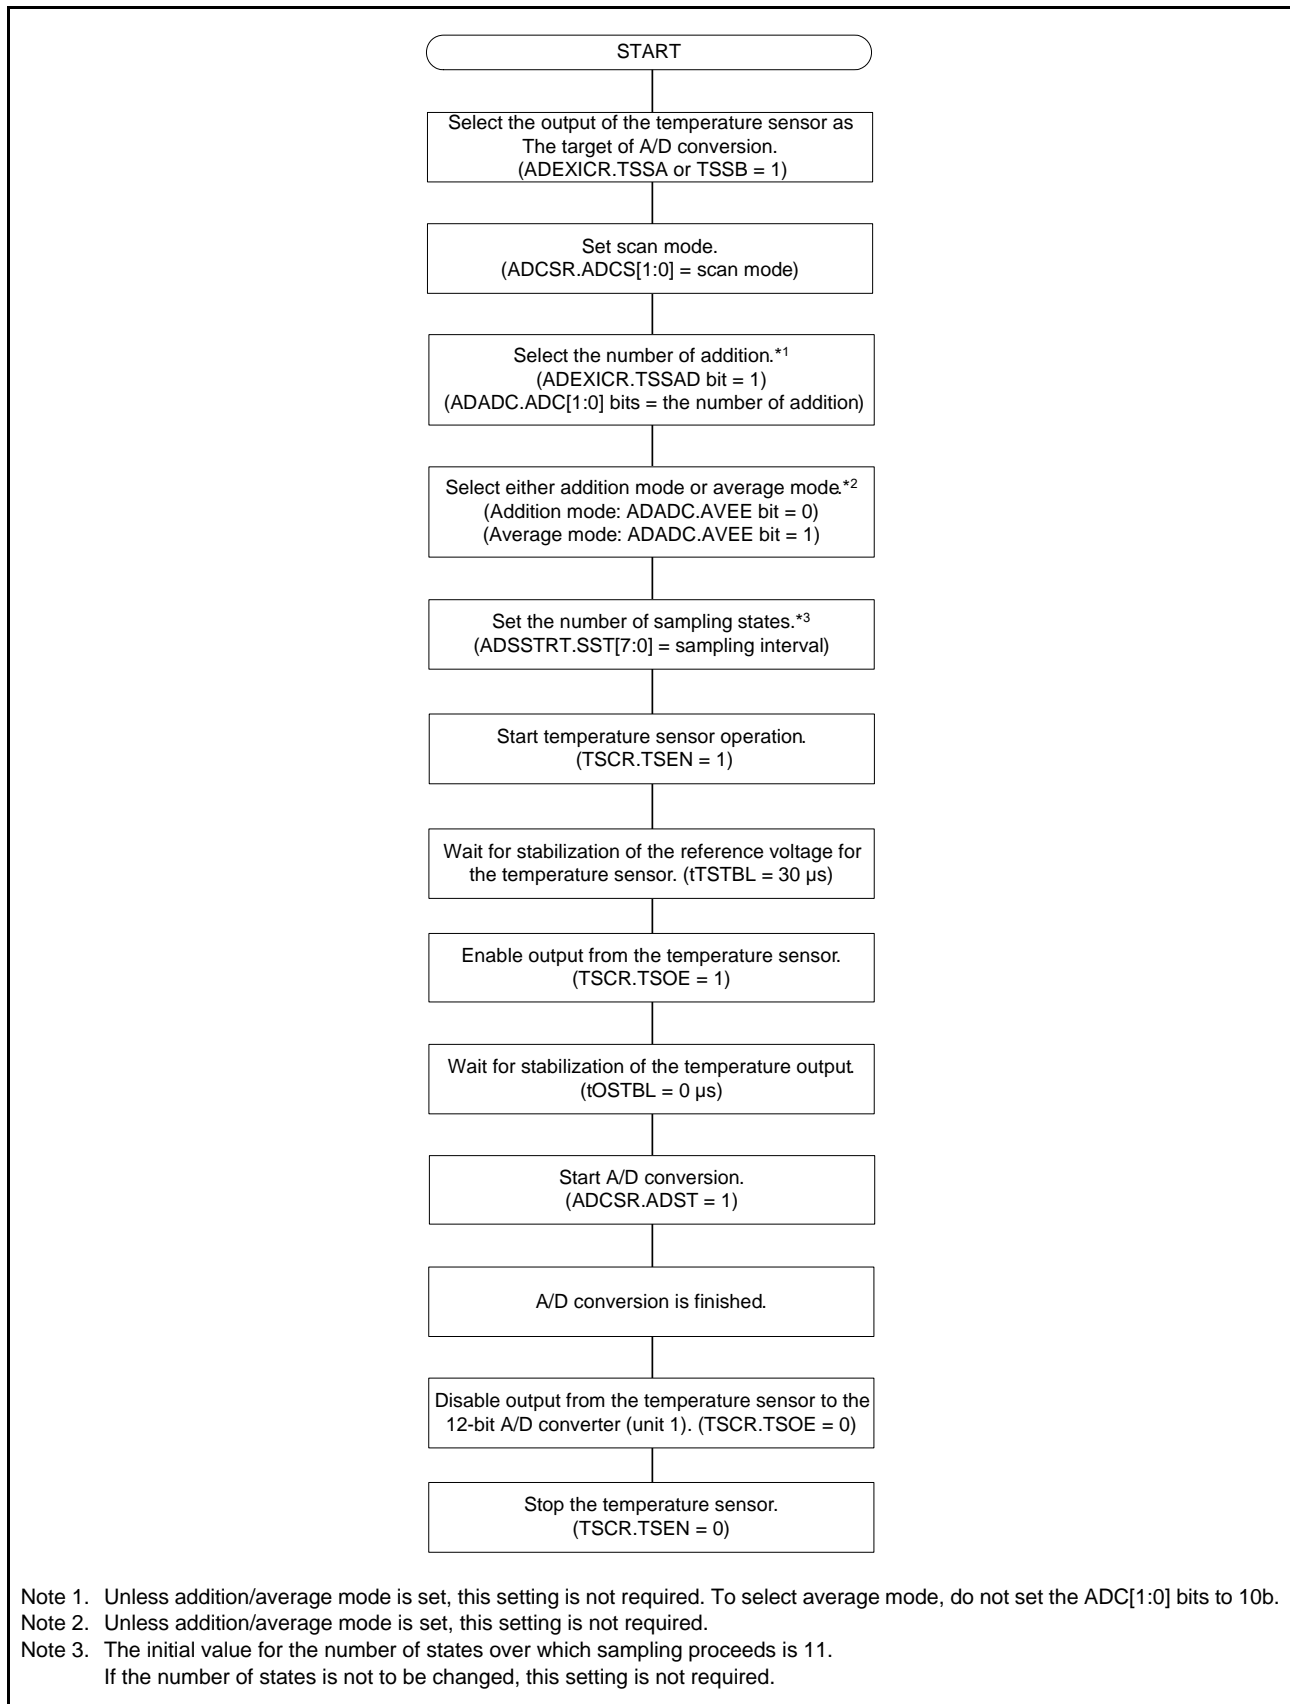 START
Select the output of the temperature sensor as
The target of A/D conversion.
(ADEXICR.TSSA or TSSB = 1)
Set scan mode.
(ADCSR.ADCS[1:0] = scan mode)
Select the number of addition.*1
(ADEXICR.TSSAD bit = 1)
(ADADC.ADC[1:0] bits = the number of addition)
Select either addition mode or average mode.*2
(Addition mode: ADADC.AVEE bit = 0)
(Average mode: ADADC.AVEE bit = 1)
Set the number of sampling states.*3
(ADSSTRT.SST[7:0] = sampling interval)
Start temperature sensor operation.
(TSCR.TSEN = 1)
Wait for stabilization of the reference voltage for
the temperature sensor. (tTSTBL = 30 µs)
Enable output from the temperature sensor.
(TSCR.TSOE = 1)
Wait for stabilization of the temperature output.
(tOSTBL = 0 µs)
Start A/D conversion.
(ADCSR.ADST = 1)
A/D conversion is finished.
Disable output from the temperature sensor to the
12-bit A/D converter (unit 1). (TSCR.TSOE = 0)
Stop the temperature sensor.
(TSCR.TSEN = 0)
Note 1. Unless addition/average mode is set, this setting is not required. To select average mode, do not set the ADC[1:0] bits to 10b.
Note 2. Unless addition/average mode is set, this setting is not required.
Note 3. The initial value for the number of states over which sampling proceeds is 11.
If the number of states is not to be changed, this setting is not required.